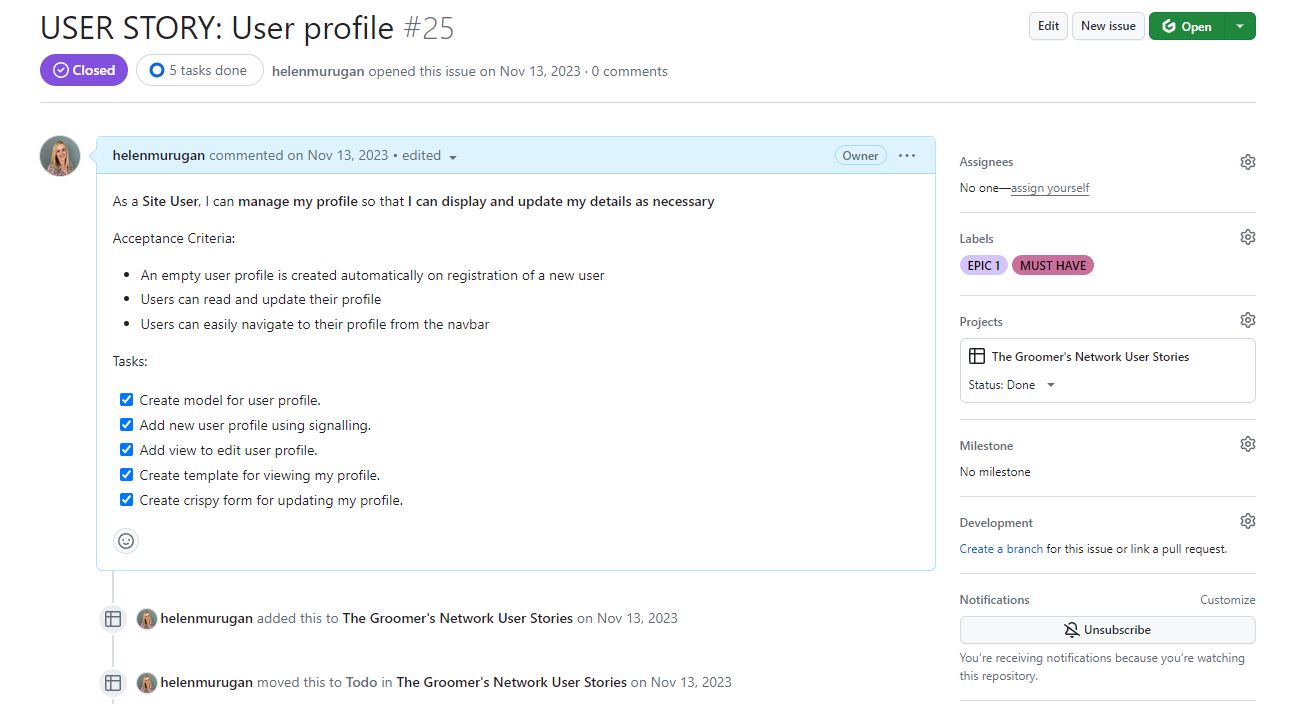 USER STORY: User profile #25
Edit
New issue
Open
Closed
5 tasks done
helenmurugan opened this issue on Nov 13, 2023 · 0 comments
helenmurugan commented on Nov 13, 2023 • edited
Owner
As a Site User, I can manage my profile so that I can display and update my details as necessary
Acceptance Criteria:
• An empty user profile is created automatically on registration of a new user
• Users can read and update their profile
• Users can easily navigate to their profile from the navbar
Tasks:
Create model for user profile.
Add new user profile using signalling.
Add view to edit user profile.
Create template for viewing my profile.
Create crispy form for updating my profile.
helenmurugan added this to The Groomer's Network User Stories on Nov 13, 2023
helenmurugan moved this to Todo in The Groomer's Network User Stories on Nov 13, 2023
Assignees
No one—assign yourself
Labels
EPIC 1
MUST HAVE
Projects
The Groomer's Network User Stories
Status: Done
Milestone
No milestone
Development
Create a branch for this issue or link a pull request.
Notifications
Customize
Unsubscribe
You're receiving notifications because you're watching
this repository.